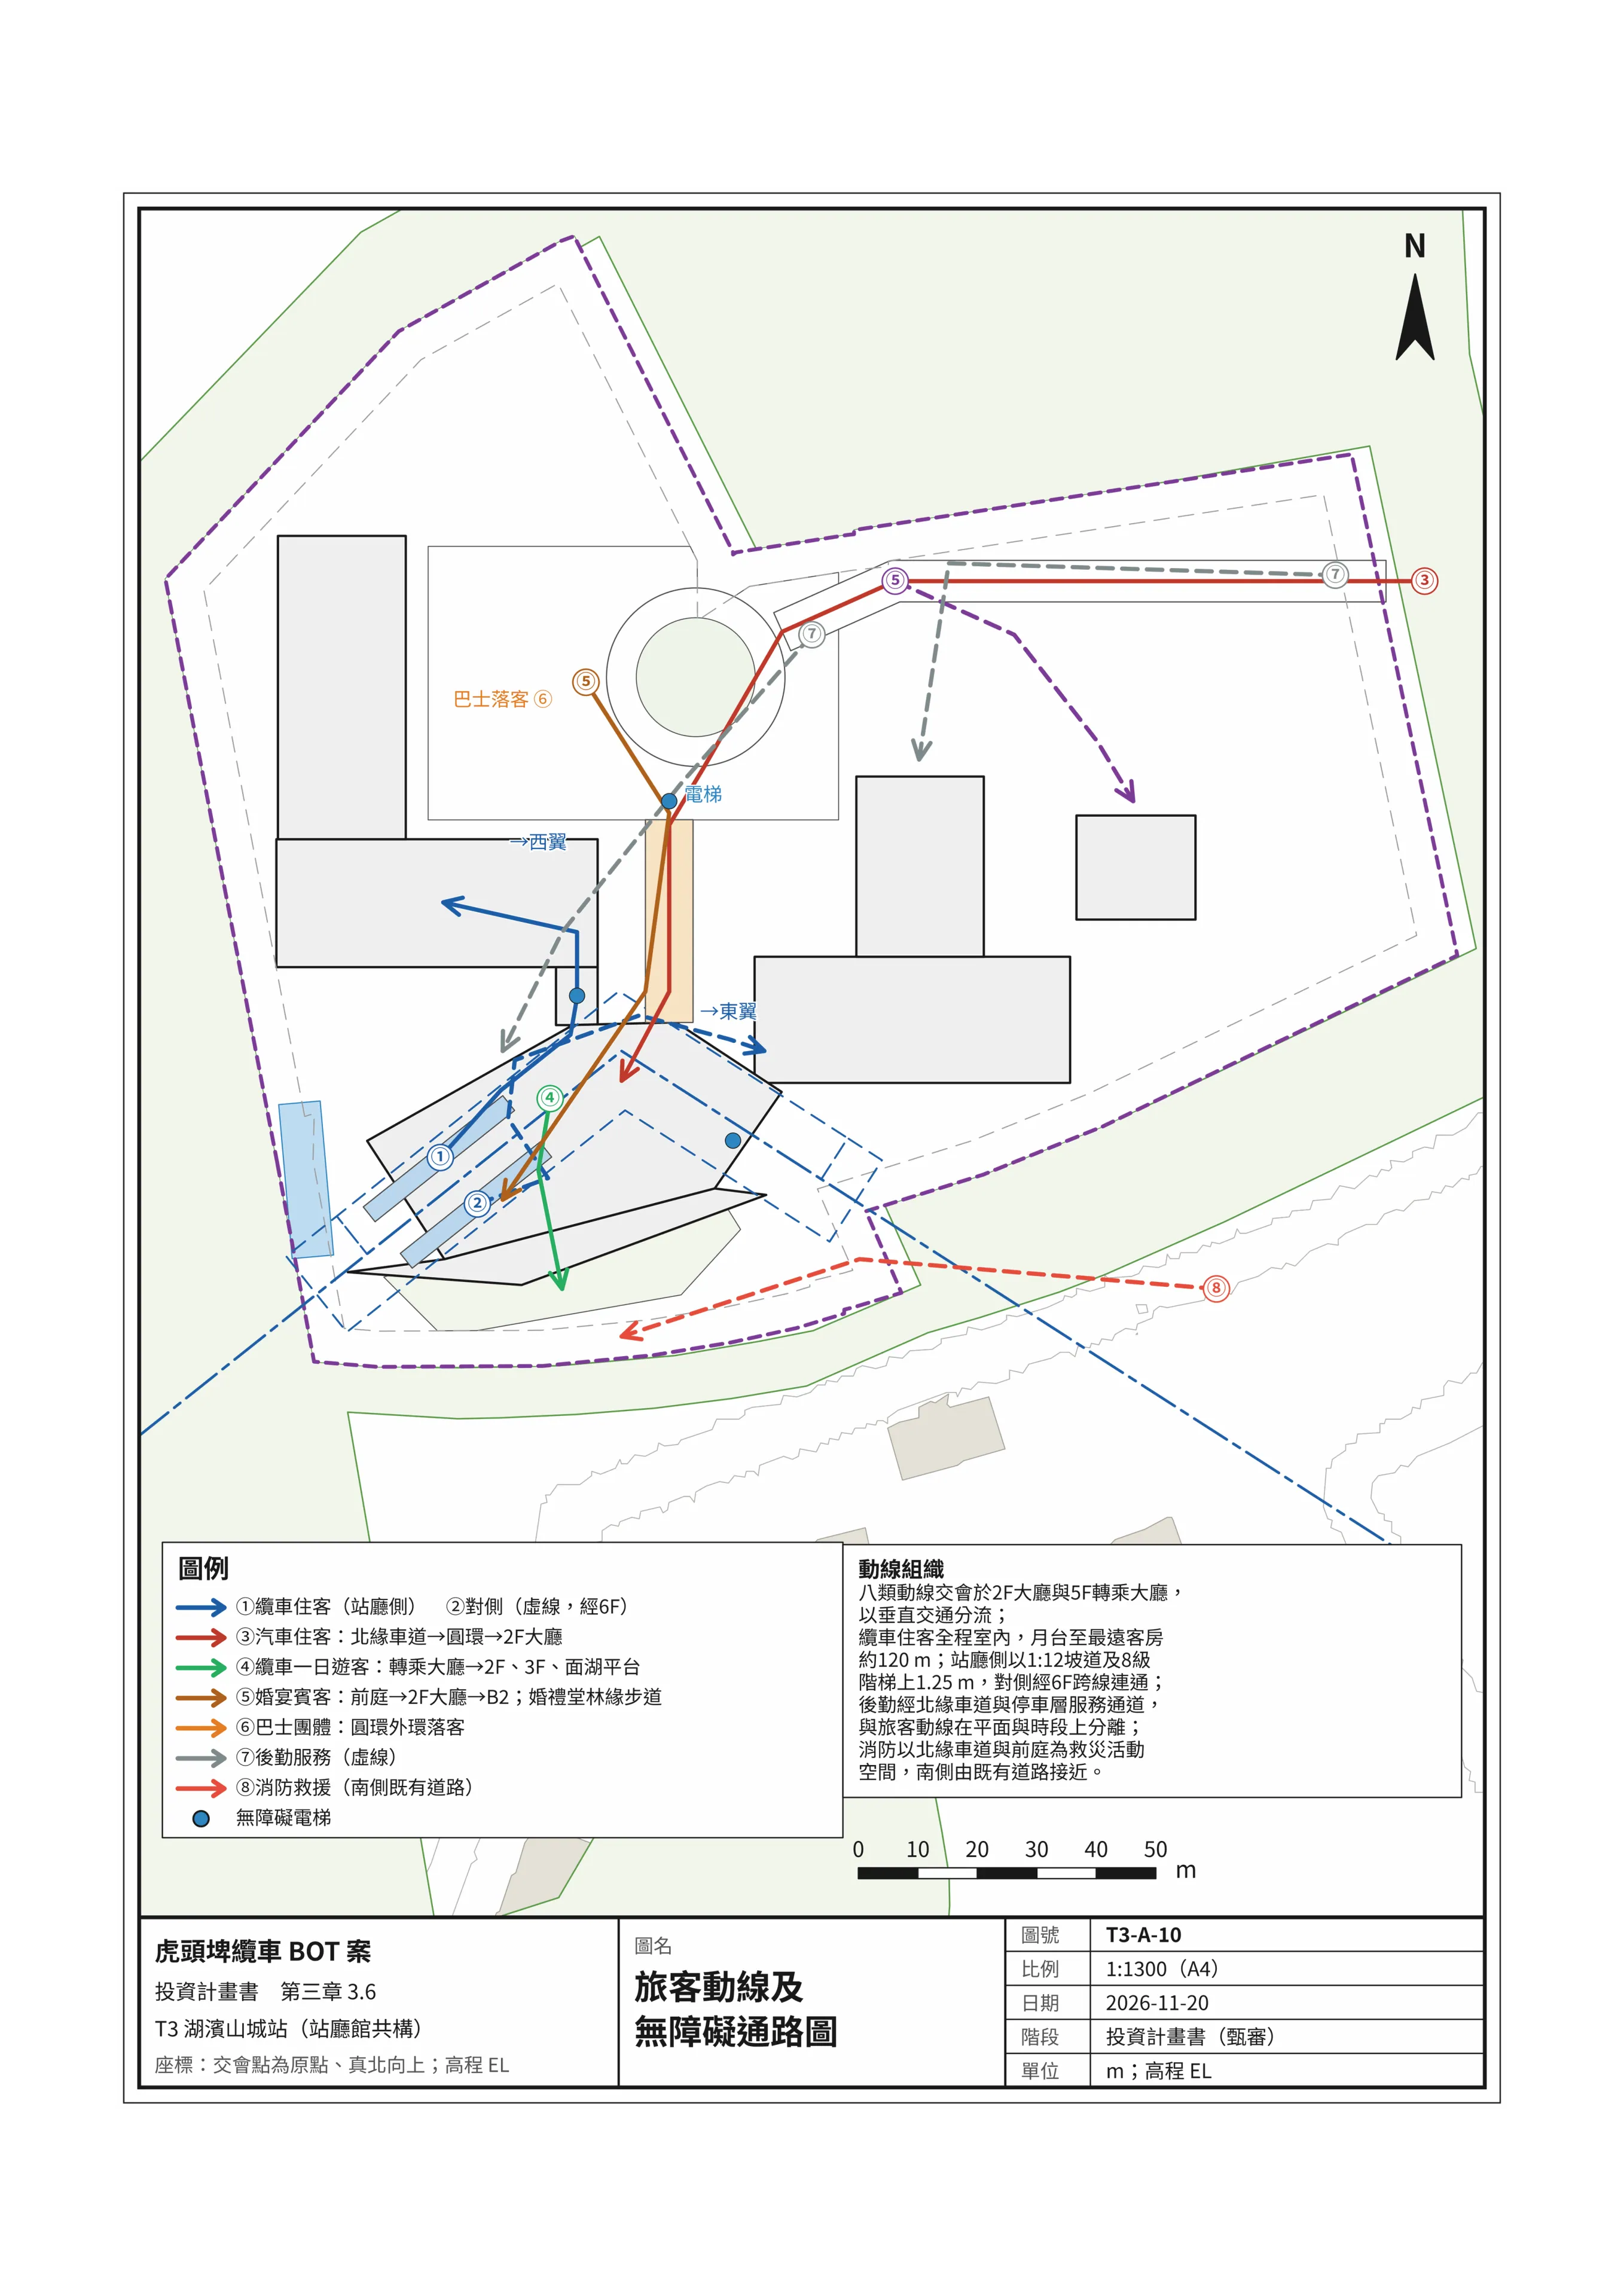 N
⑤
⑦
③
⑦
⑤
巴士落客 ⑥
電梯
→西翼
→東翼
④
①
②
⑧
圖例
①纜車住客（站廳側） ②對側（虛線，經6F）
③汽車住客：北緣車道→圓環→2F大廳
④纜車一日遊客：轉乘大廳→2F、3F、面湖平台
⑤婚宴賓客：前庭→2F大廳→B2；婚禮堂林緣步道
⑥巴士團體：圓環外環落客
⑦後勤服務（虛線）
⑧消防救援（南側既有道路）
無障礙電梯
動線組織
八類動線交會於2F大廳與5F轉乘大廳，
以垂直交通分流；
纜車住客全程室內，月台至最遠客房
約120 m；站廳側以1:12坡道及8級
階梯上1.25 m，對側經6F跨線連通；
後勤經北緣車道與停車層服務通道，
與旅客動線在平面與時段上分離；
消防以北緣車道與前庭為救災活動
空間，南側由既有道路接近。
0 10 20 30 40 50 m
虎頭埤纜車 BOT 案
投資計畫書 第三章 3.6
T3 湖濱山城站（站廳館共構）
座標：交會點為原點、真北向上；高程 EL
圖名
旅客動線及
無障礙通路圖
圖號 T3-A-10
比例 1:1300（A4）
日期 2026-11-20
階段 投資計畫書（甄審）
單位 m；高程 EL